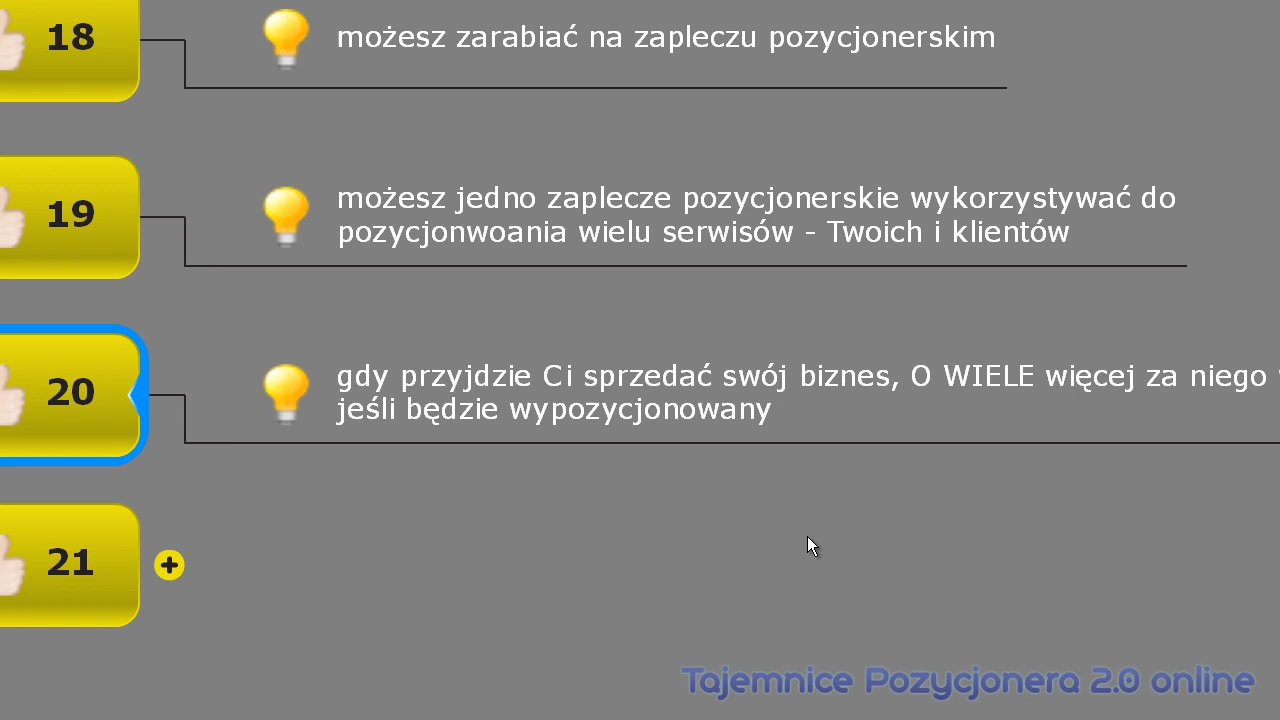 18
możesz zarabiać na zapleczu pozycjonerskim
19
możesz jedno zaplecze pozycjonerskie wykorzystywać do
pozycjonwoania wielu serwisów - Twoich i klientów
20
gdy przyjdzie Ci sprzedać swój biznes, O WIELE więcej za niego
jeśli będzie wypozycjonowany
21
Tajemnice Pozycjonera 2.0 online